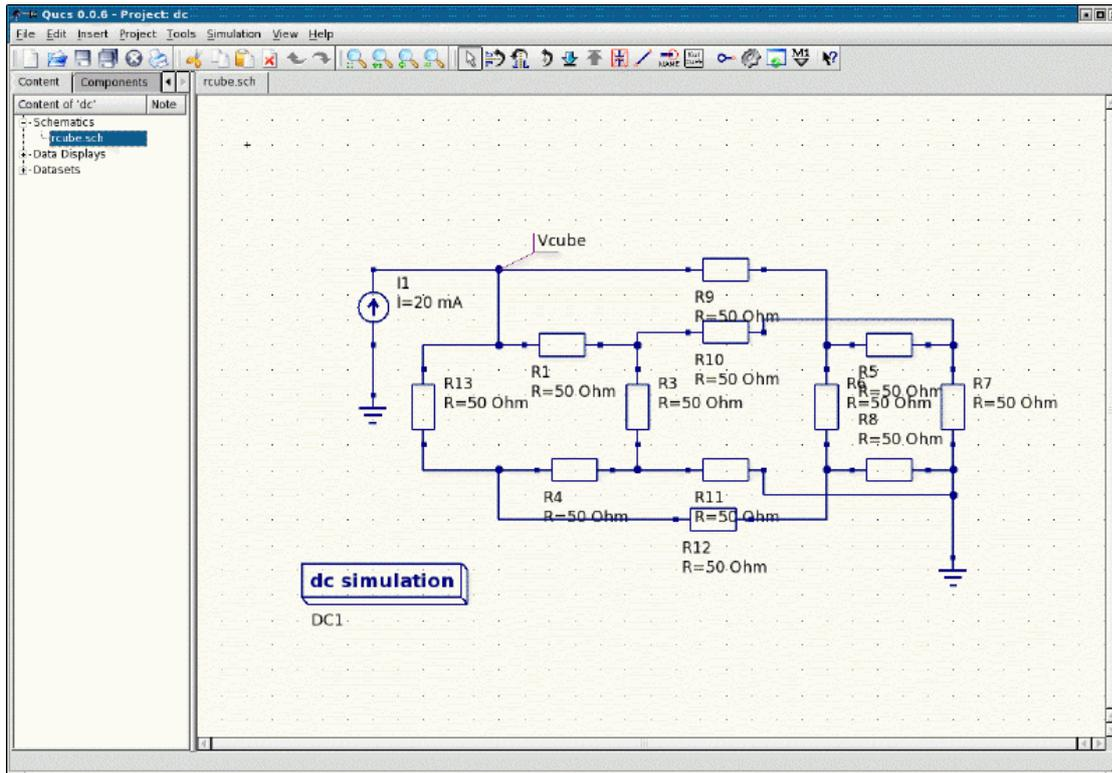 Qucs 0.0.6 - Project: dc
File Edit Insert Project Tools Simulation View Help
NAME
Content Components
rcube.sch
Content of 'dc' Note
Schematics
rcube.sch
Data Displays
Datasets
Vcube
I1
I=20 mA
R9
R=50 Ohm
R10
R=50 Ohm
R1
R=50 Ohm
R13
R=50 Ohm
R3
R=50 Ohm
R5
R=50 Ohm
R6
R=50 Ohm
R7
R=50 Ohm
R8
R=50 Ohm
R4
R=50 Ohm
R11
R=50 Ohm
R12
R=50 Ohm
dc simulation
DC1